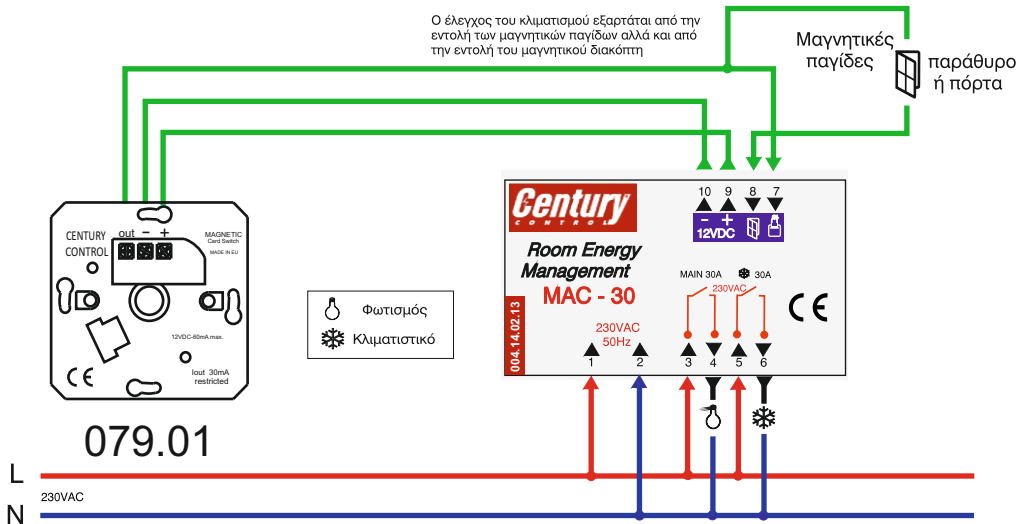 Ο έλεγχος του κλιματισμού εξαρτάται από την
εντολή των μαγνητικών παγίδων αλλά και από
την εντολή του μαγνητικού διακόπτη
Μαγνητικές
παγίδες
παράθυρο
ή πόρτα
CENTURY
CONTROL
out − +
MAGNETIC
Card Switch
MADE IN EU
12VDC-60mA max.
Iout 30mA
restricted
CE
079.01
Φωτισμός
Κλιματιστικό
Century
CONTROL
10 9 8 7
− +
12VDC
Room Energy
Management
MAC - 30
004.14.02.13
230VAC
50Hz
MAIN 30A
30A
230VAC
CE
1 2 3 4 5 6
L
230VAC
N